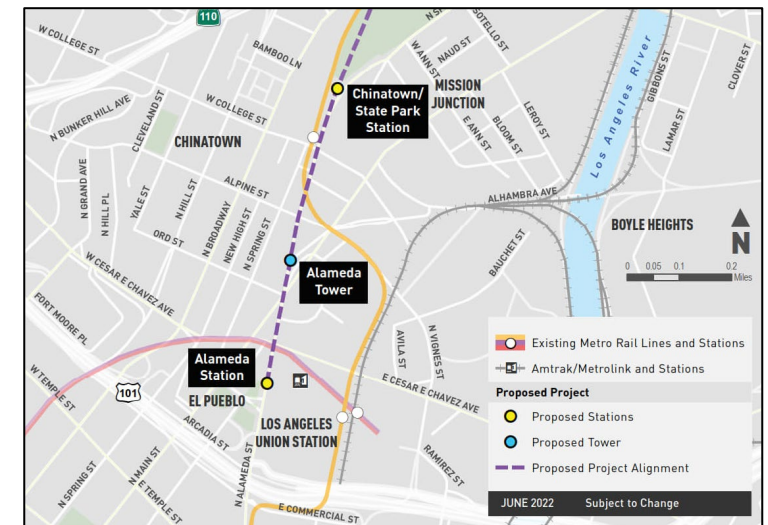 110
W COLLEGE ST
BAMBOO LN
N SP
SOTELLO ST
W ANN ST
NAUD ST
MISSION
JUNCTION
Chinatown/
State Park
Station
Los Angeles River
GIBBONS ST
CLOVER ST
N BUNKER HILL AVE
CLEVELAND ST
W COLLEGE ST
CHINATOWN
E ANN ST
BLOOM ST
LEROY ST
LAMAR ST
N GRAND AVE
N HILL PL
YALE ST
N HILL ST
ALPINE ST
ALHAMBRA AVE
BOYLE HEIGHTS
N
ORD ST
N BROADWAY
NEW HIGH ST
N SPRING ST
BAUCHET ST
0 0.05 0.1 0.2
Miles
W CESAR E CHAVEZ AVE
Alameda
Tower
FORT MOORE PL
AVILA ST
N VIGNES ST
Existing Metro Rail Lines and Stations
Amtrak/Metrolink and Stations
Alameda
Station
W TEMPLE ST
101
EL PUEBLO
E CESAR E CHAVEZ AVE
Proposed Project
Proposed Stations
Proposed Tower
Proposed Project Alignment
ARCADIA ST
LOS ANGELES
UNION STATION
N SPRING ST
N MAIN ST
E TEMPLE ST
N ALAMEDA ST
RAMIREZ ST
E COMMERCIAL ST
JUNE 2022 Subject to Change